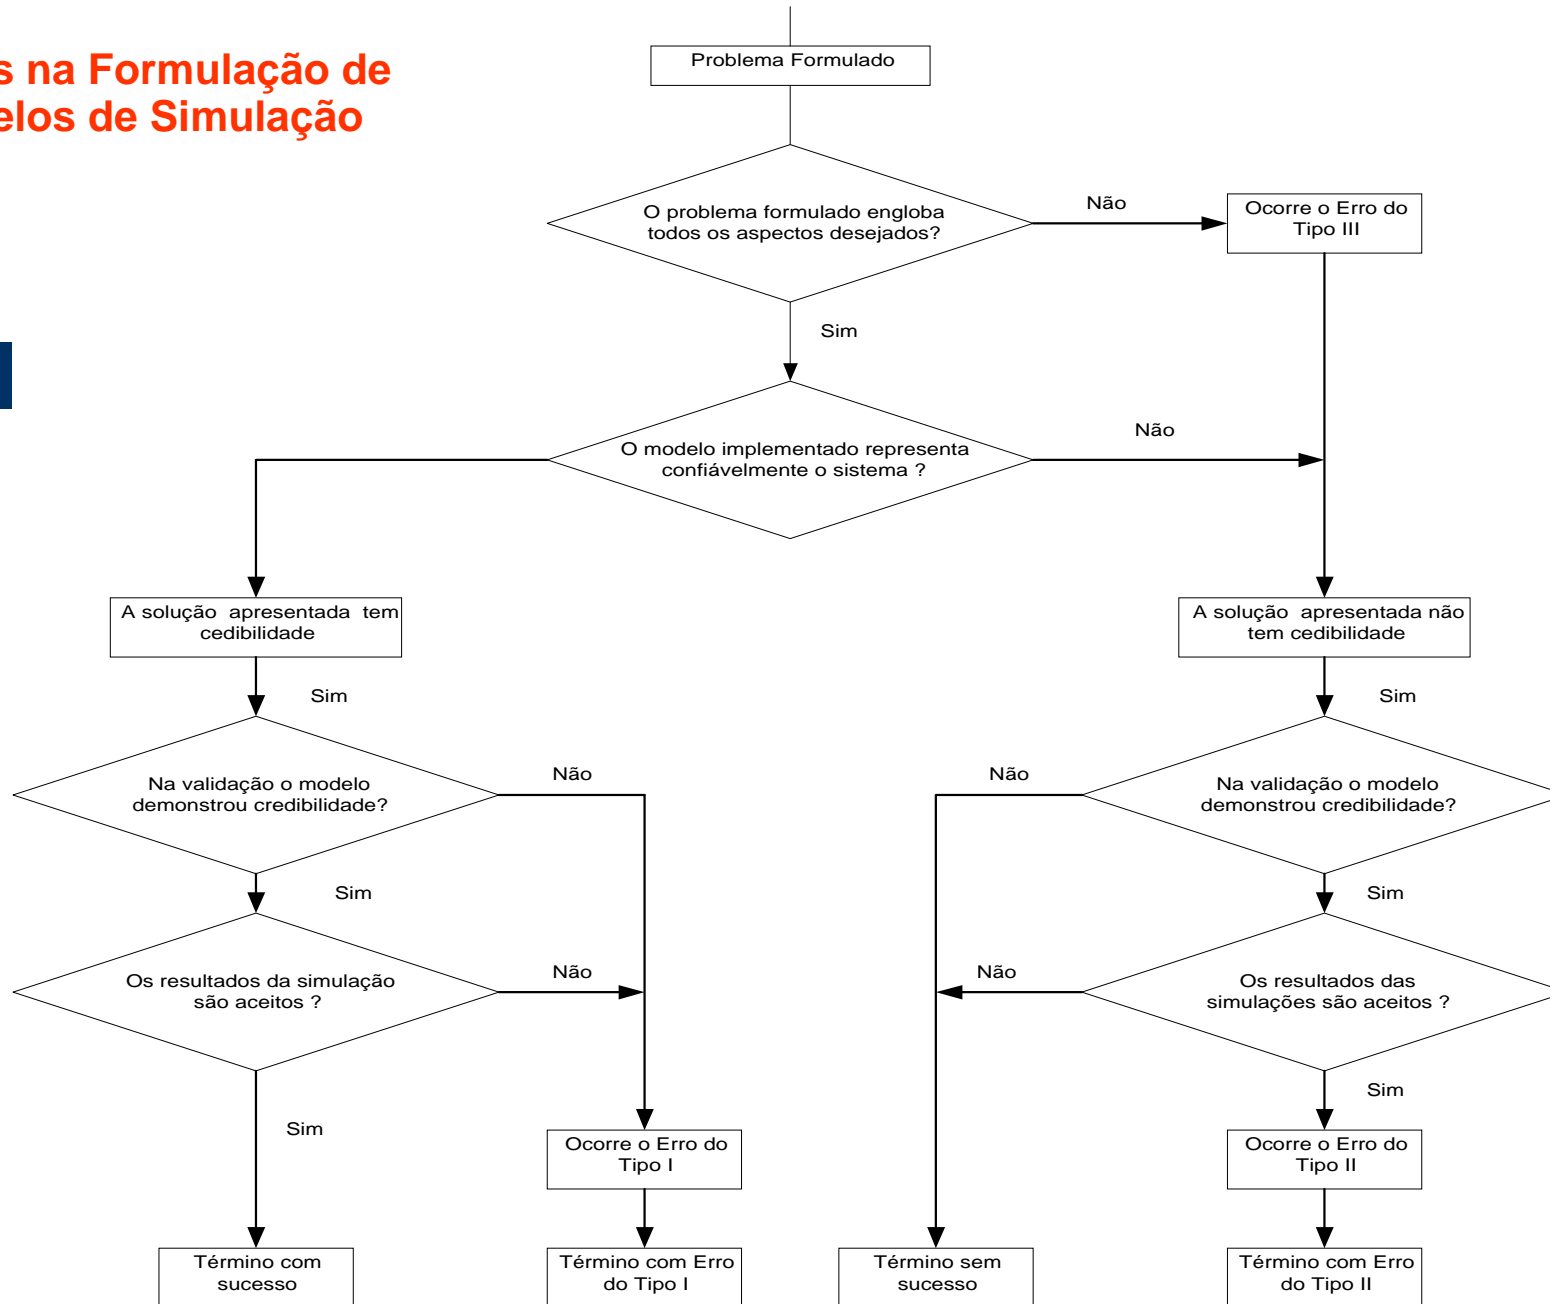 s na Formulação de
elos de Simulação
Problema Formulado
O problema formulado engloba
todos os aspectos desejados?
Não
Ocorre o Erro do
Tipo III
Sim
O modelo implementado representa
confiávelmente o sistema ?
Não
A solução apresentada tem
cedibilidade
A solução apresentada não
tem cedibilidade
Sim
Sim
Na validação o modelo
demonstrou credibilidade?
Não
Não
Na validação o modelo
demonstrou credibilidade?
Sim
Sim
Os resultados da simulação
são aceitos ?
Não
Não
Os resultados das
simulações são aceitos ?
Sim
Sim
Ocorre o Erro do
Tipo I
Ocorre o Erro do
Tipo II
Término com
sucesso
Término com Erro
do Tipo I
Término sem
sucesso
Término com Erro
do Tipo II